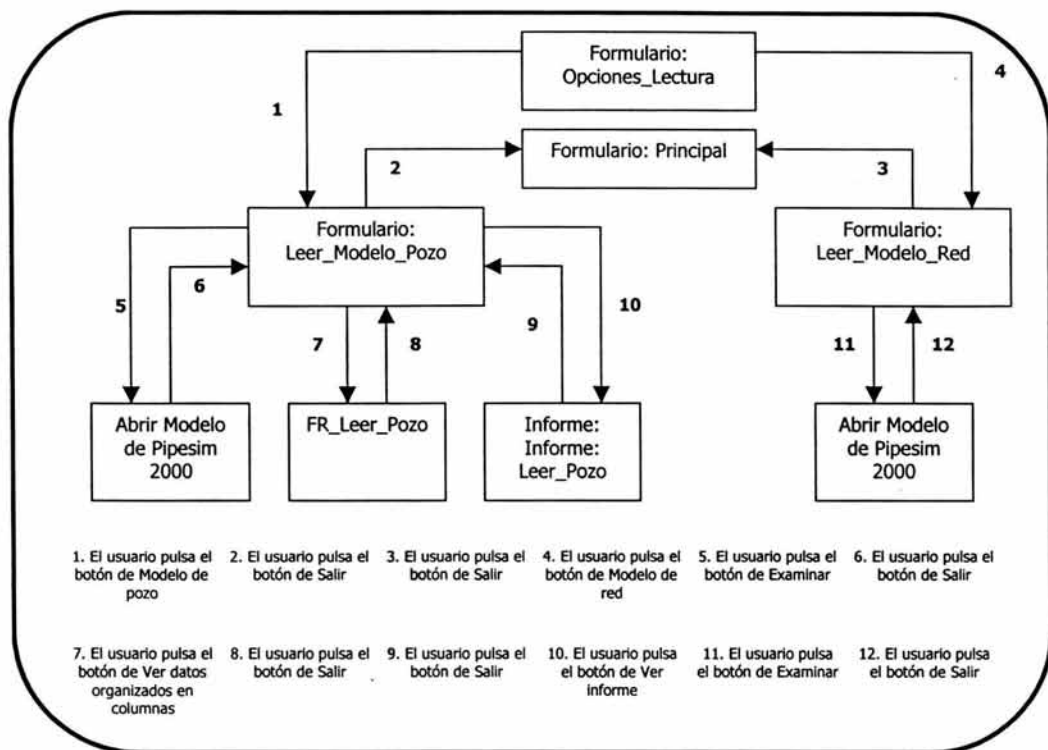 Formulario:
Opciones_Lectura
4
1
Formulario: Principal
2
3
Formulario:
Leer_Modelo_Pozo
Formulario:
Leer_Modelo_Red
5
6
7
8
9
10
11
12
Abrir Modelo
de Pipesim
2000
FR_Leer_Pozo
Informe:
Informe:
Leer_Pozo
Abrir Modelo
de Pipesim
2000
1. El usuario pulsa el
botón de Modelo de
pozo
2. El usuario pulsa el
botón de Salir
3. El usuario pulsa el
botón de Salir
4. El usuario pulsa el
botón de Modelo de
red
5. El usuario pulsa el
botón de Examinar
6. El usuario pulsa el
botón de Salir
7. El usuario pulsa el
botón de Ver datos
organizados en
columnas
8. El usuario pulsa el
botón de Salir
9. El usuario pulsa el
botón de Salir
10. El usuario pulsa
el botón de Ver
informe
11. El usuario pulsa
el botón de Examinar
12. El usuario pulsa
el botón de Salir